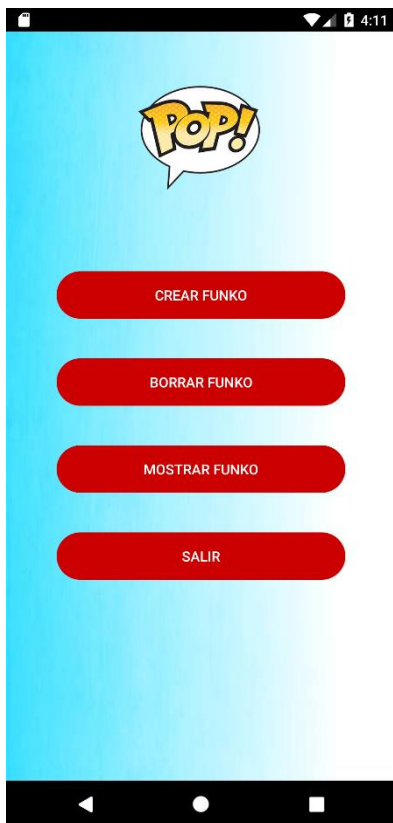 4:11
POP!
CREAR FUNKO
BORRAR FUNKO
MOSTRAR FUNKO
SALIR